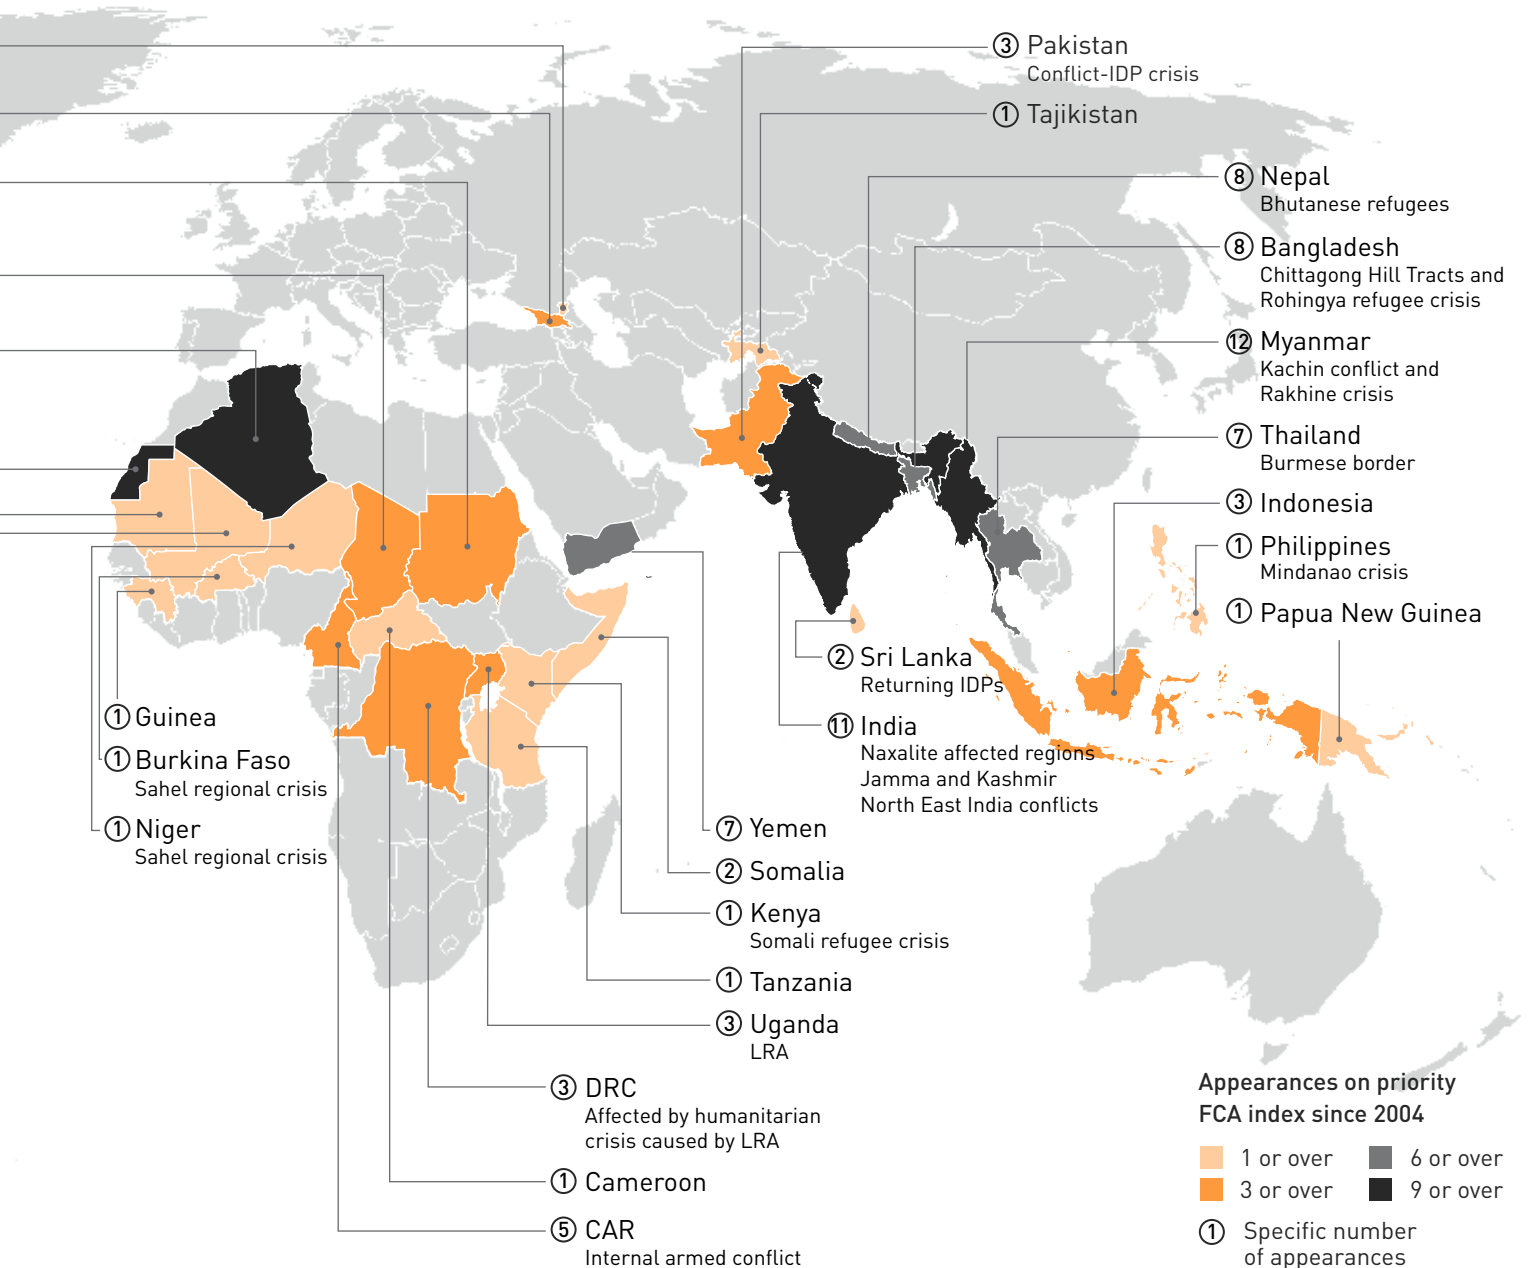 ③ Pakistan
Conflict-IDP crisis
① Tajikistan
⑧ Nepal
Bhutanese refugees
⑧ Bangladesh
Chittagong Hill Tracts and
Rohingya refugee crisis
⑫ Myanmar
Kachin conflict and
Rakhine crisis
⑦ Thailand
Burmese border
③ Indonesia
① Philippines
Mindanao crisis
① Papua New Guinea
② Sri Lanka
Returning IDPs
⑪ India
Naxalite affected regions
Jamma and Kashmir
North East India conflicts
① Guinea
① Burkina Faso
Sahel regional crisis
① Niger
Sahel regional crisis
⑦ Yemen
② Somalia
① Kenya
Somali refugee crisis
① Tanzania
③ Uganda
LRA
③ DRC
Affected by humanitarian
crisis caused by LRA
① Cameroon
⑤ CAR
Internal armed conflict
Appearances on priority
FCA index since 2004
1 or over
6 or over
3 or over
9 or over
① Specific number
of appearances